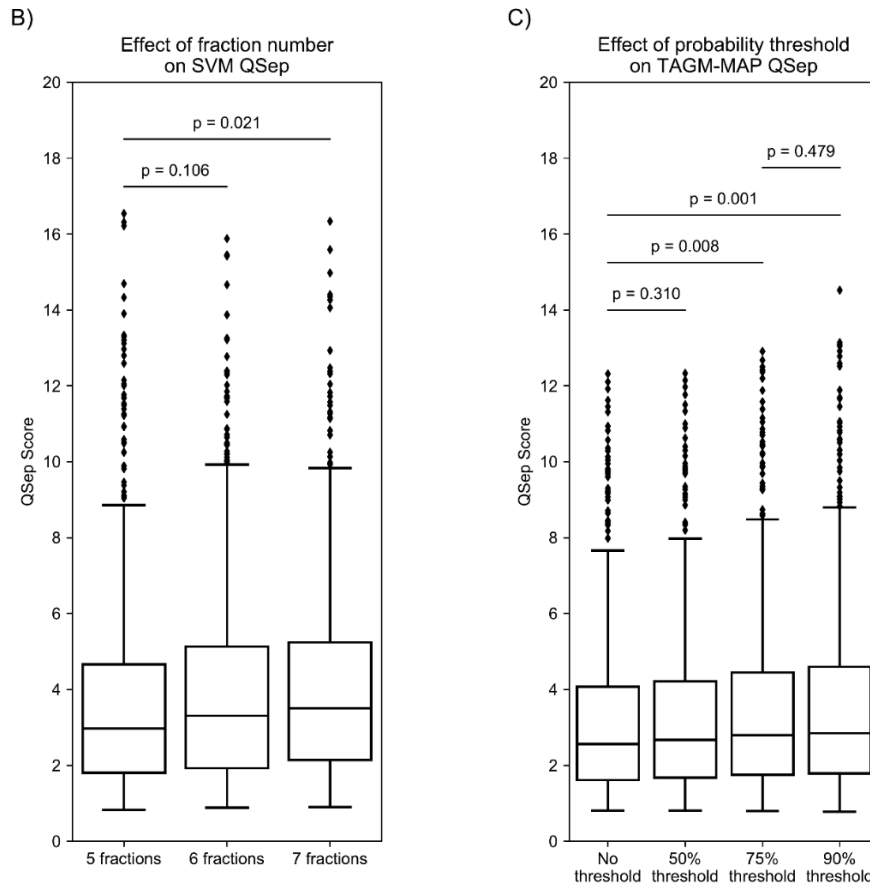 B)
Effect of fraction number
on SVM QSep
20
18
16
14
12
10
8
6
4
2
0
QSep Score
p = 0.021
p = 0.106
5 fractions
6 fractions
7 fractions
C)
Effect of probability threshold
on TAGM-MAP QSep
20
18
16
14
12
10
8
6
4
2
0
QSep Score
p = 0.479
p = 0.001
p = 0.008
p = 0.310
No
threshold
50%
threshold
75%
threshold
90%
threshold